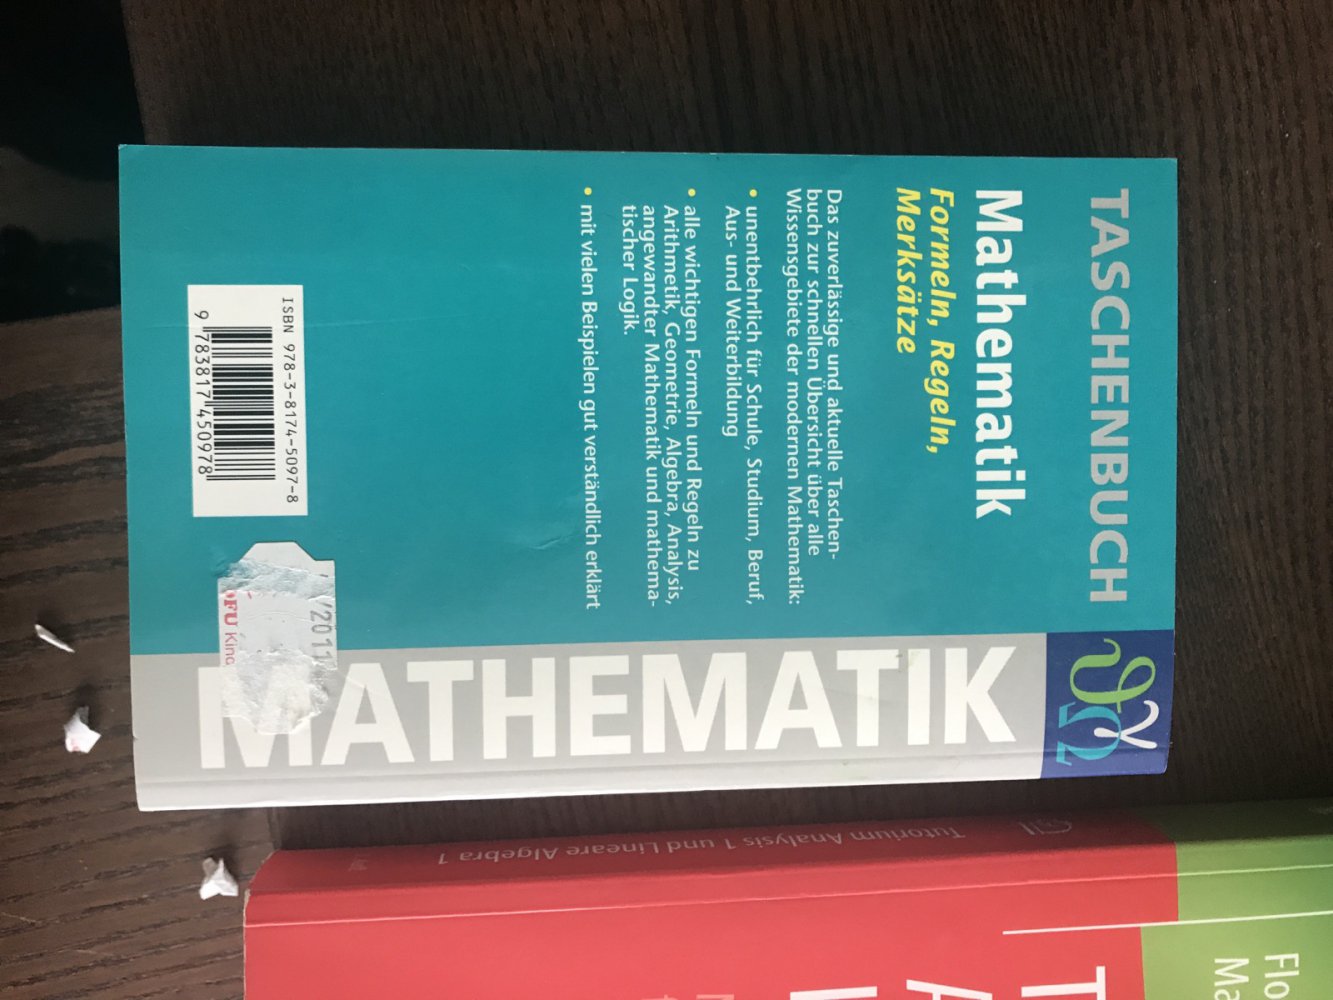 TASCHENBUCH
Mathematik
Formeln, Regeln,
Merksätze
Das zuverlässige und aktuelle Taschen-
buch zur schnellen Übersicht über alle
Wissensgebiete der modernen Mathematik:
• unentbehrlich für Schule, Studium, Beruf,
Aus- und Weiterbildung
• alle wichtigen Formeln und Regeln zu
Arithmetik, Geometrie, Algebra, Analysis,
angewandter Mathematik und mathema-
tischer Logik.
• mit vielen Beispielen gut verständlich erklärt
ISBN 978-3-8174-5097-8
9 783817 450978
/2011
MATHEMATIK
ϑγΩ
Tutorium Analysis 1 und Lineare Algebra 1